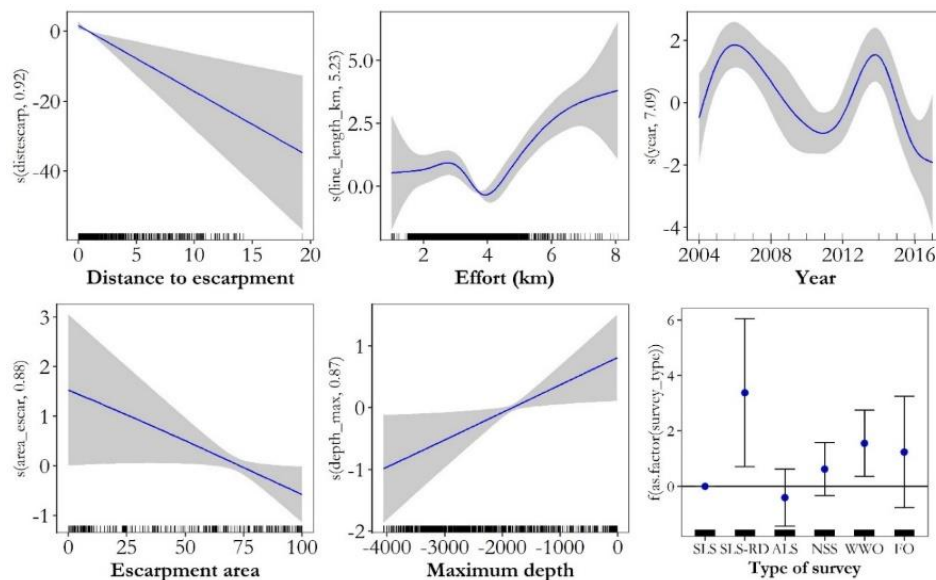 s(distescarp, 0.92)
0
-20
-40
0 5 10 15 20
Distance to escarpment
s(line_length_km, 5.23)
5.0
2.5
0.0
2 4 6 8
Effort (km)
s(year, 7.09)
2
0
-2
-4
2004 2008 2012 2016
Year
s(area_escar, 0.88)
3
2
1
0
-1
0 25 50 75 100
Escarpment area
s(depth_max, 0.87)
1
0
-1
-2
-4000 -3000 -2000 -1000 0
Maximum depth
f(as.factor(survey_type))
6
4
2
0
SLS SLS-RD ALS NSS WWO FO
Type of survey